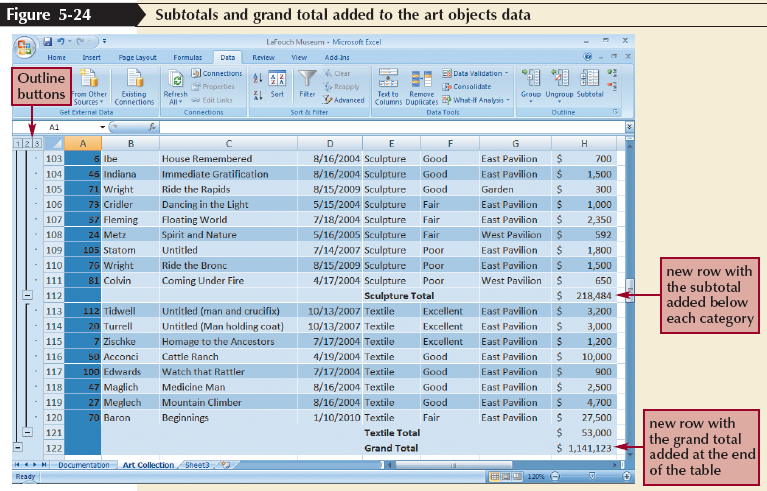 Figure 5-24 Subtotals and grand total added to the art objects data
LaFouch Museum - Microsoft Excel
Home Insert Page Layout Formulas Data Review View Add-Ins
Outline buttons
From Other Sources Existing Connections
Refresh All Connections Properties Edit Links
Sort Filter Clear Reapply Advanced
Text to Columns Remove Duplicates Data Validation Consolidate What-If Analysis
Group Ungroup Subtotal
Get External Data Connections Sort & Filter Data Tools Outline
A1 fx
1 2 3 A B C D E F G H
103 6 Ibe House Remembered 8/16/2004 Sculpture Good East Pavilion $ 700
104 46 Indiana Immediate Gratification 8/16/2004 Sculpture Good East Pavilion $ 1,500
105 71 Wright Ride the Rapids 8/15/2009 Sculpture Good Garden $ 300
106 73 Cridler Dancing in the Light 5/15/2004 Sculpture Fair East Pavilion $ 1,000
107 37 Fleming Floating World 7/18/2004 Sculpture Fair East Pavilion $ 2,350
108 24 Metz Spirit and Nature 5/16/2005 Sculpture Fair West Pavilion $ 592
109 105 Statom Untitled 7/14/2007 Sculpture Poor East Pavilion $ 1,800
110 76 Wright Ride the Bronc 8/15/2009 Sculpture Poor East Pavilion $ 1,500
111 81 Colvin Coming Under Fire 4/17/2004 Sculpture Poor West Pavilion $ 650
112 Sculpture Total $ 218,484
113 112 Tidwell Untitled (man and crucifix) 10/13/2007 Textile Excellent East Pavilion $ 3,200
114 20 Turrell Untitled (Man holding coat) 10/13/2007 Textile Excellent East Pavilion $ 3,000
115 7 Zischke Homage to the Ancestors 7/17/2004 Textile Excellent East Pavilion $ 1,200
116 50 Acconci Cattle Ranch 4/19/2004 Textile Good East Pavilion $ 10,000
117 100 Edwards Watch that Rattler 7/17/2004 Textile Good East Pavilion $ 900
118 47 Maglich Medicine Man 8/16/2004 Textile Good East Pavilion $ 2,500
119 27 Meglech Mountain Climber 8/16/2004 Textile Good East Pavilion $ 4,700
120 70 Baron Beginnings 1/10/2010 Textile Fair East Pavilion $ 27,500
121 Textile Total $ 53,000
122 Grand Total $ 1,141,123
new row with
the subtotal
added below
each category
new row with
the grand total
added at the end
of the table
Documentation Art Collection Sheet3
Ready 120%